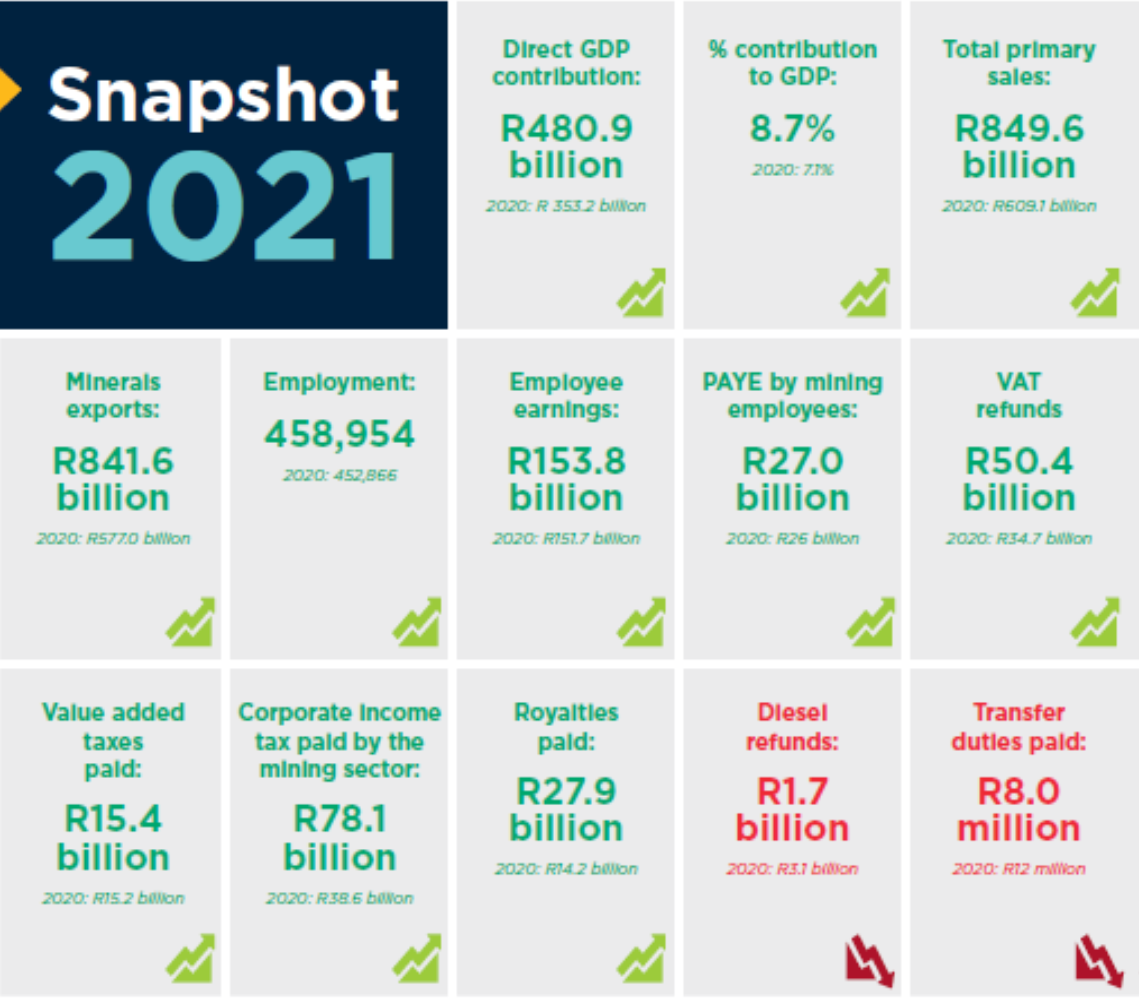 Snapshot
2021
Direct GDP
contribution:
R480.9
billion
2020: R 353.2 billion
% contribution
to GDP:
8.7%
2020: 7.1%
Total primary
sales:
R849.6
billion
2020: R609.1 billion
Minerals
exports:
R841.6
billion
2020: R577.0 billion
Employment:
458,954
2020: 452,866
Employee
earnings:
R153.8
billion
2020: R151.7 billion
PAYE by mining
employees:
R27.0
billion
2020: R26 billion
VAT
refunds
R50.4
billion
2020: R34.7 billion
Value added
taxes
paid:
R15.4
billion
2020: R15.2 billion
Corporate income
tax paid by the
mining sector:
R78.1
billion
2020: R38.6 billion
Royalties
paid:
R27.9
billion
2020: R14.2 billion
Diesel
refunds:
R1.7
billion
2020: R3.1 billion
Transfer
duties paid:
R8.0
million
2020: R12 million